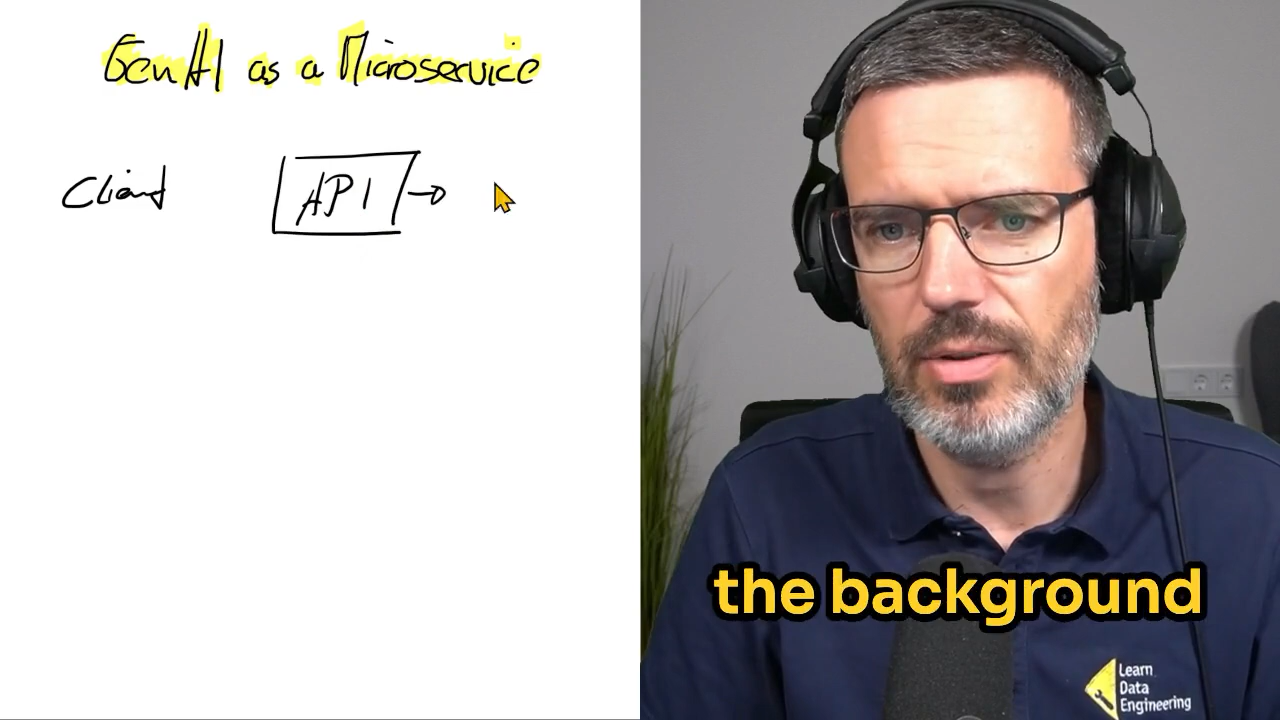 GenAI as a Microservice
Client
API
the background
Learn
Data
Engineering